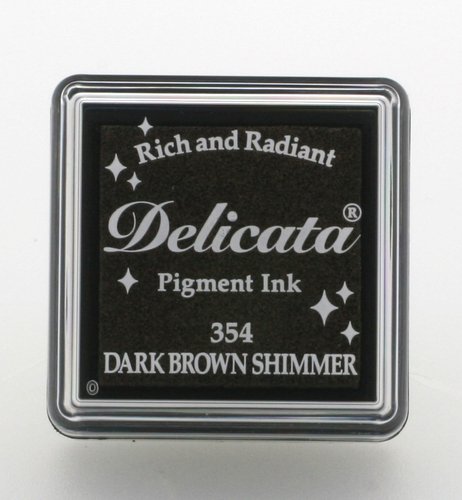 Rich and Radiant
Delicata®
Pigment Ink
354
DARK BROWN SHIMMER